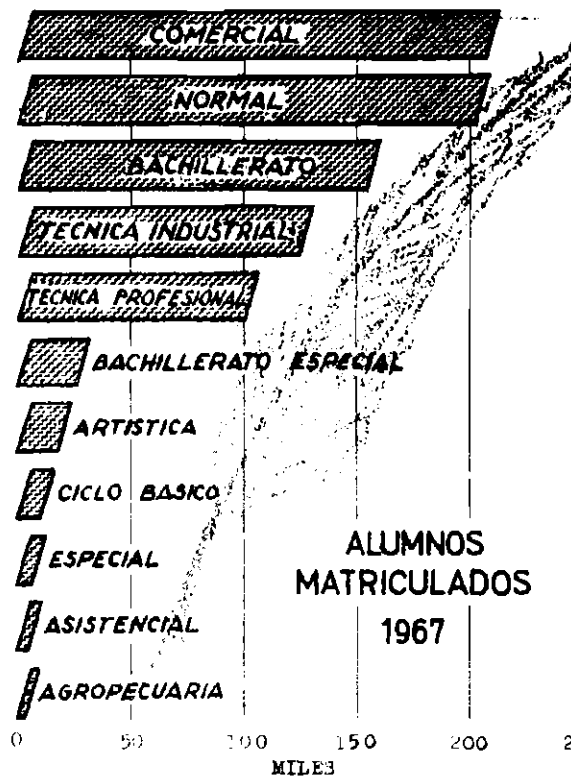 COMERCIAL
NORMAL
BACHILLERATO
TECNICA INDUSTRIAL
TECNICA PROFESIONAL
BACHILLERATO ESPECIAL
ARTISTICA
CICLO BASICO
ESPECIAL
ASISTENCIAL
AGROPECUARIA
ALUMNOS
MATRICULADOS
1967
0 50 100 150 200 2
MILES